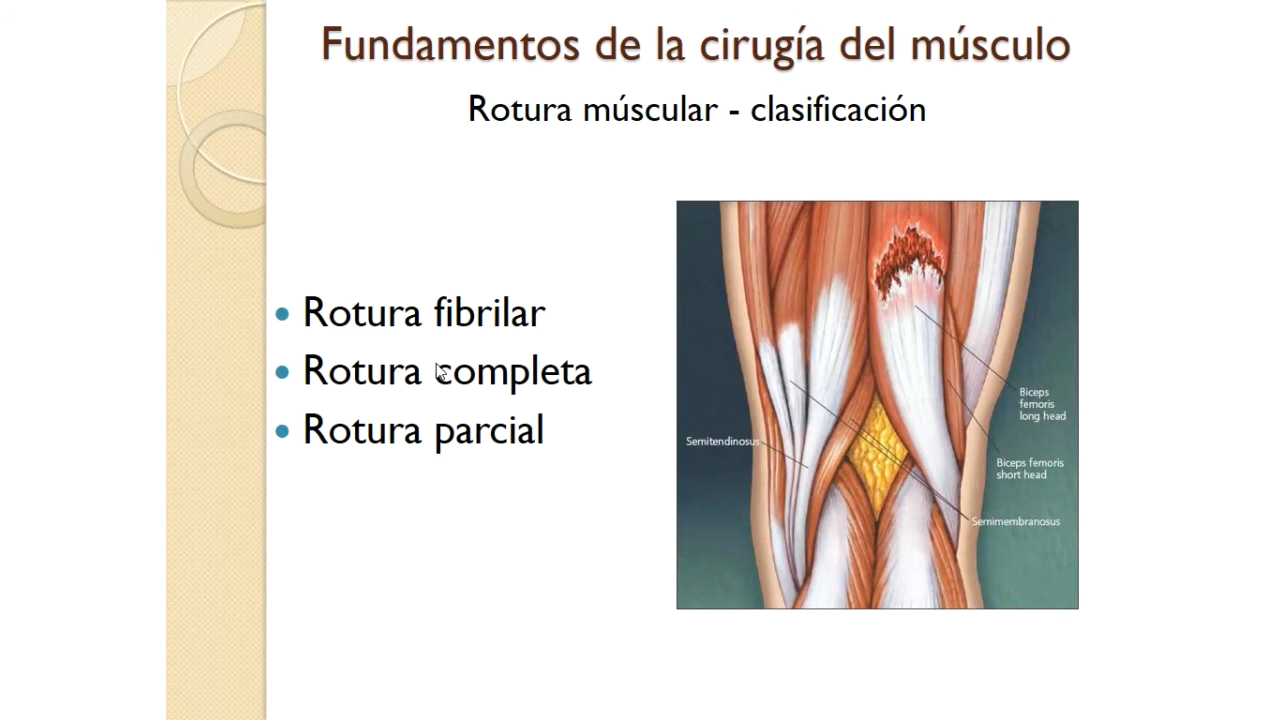 Fundamentos de la cirugía del músculo
Rotura múscular - clasificación
• Rotura fibrilar
• Rotura completa
• Rotura parcial
Biceps
femoris
long head
Semitendinosus
Biceps femoris
short head
Semimembranosus